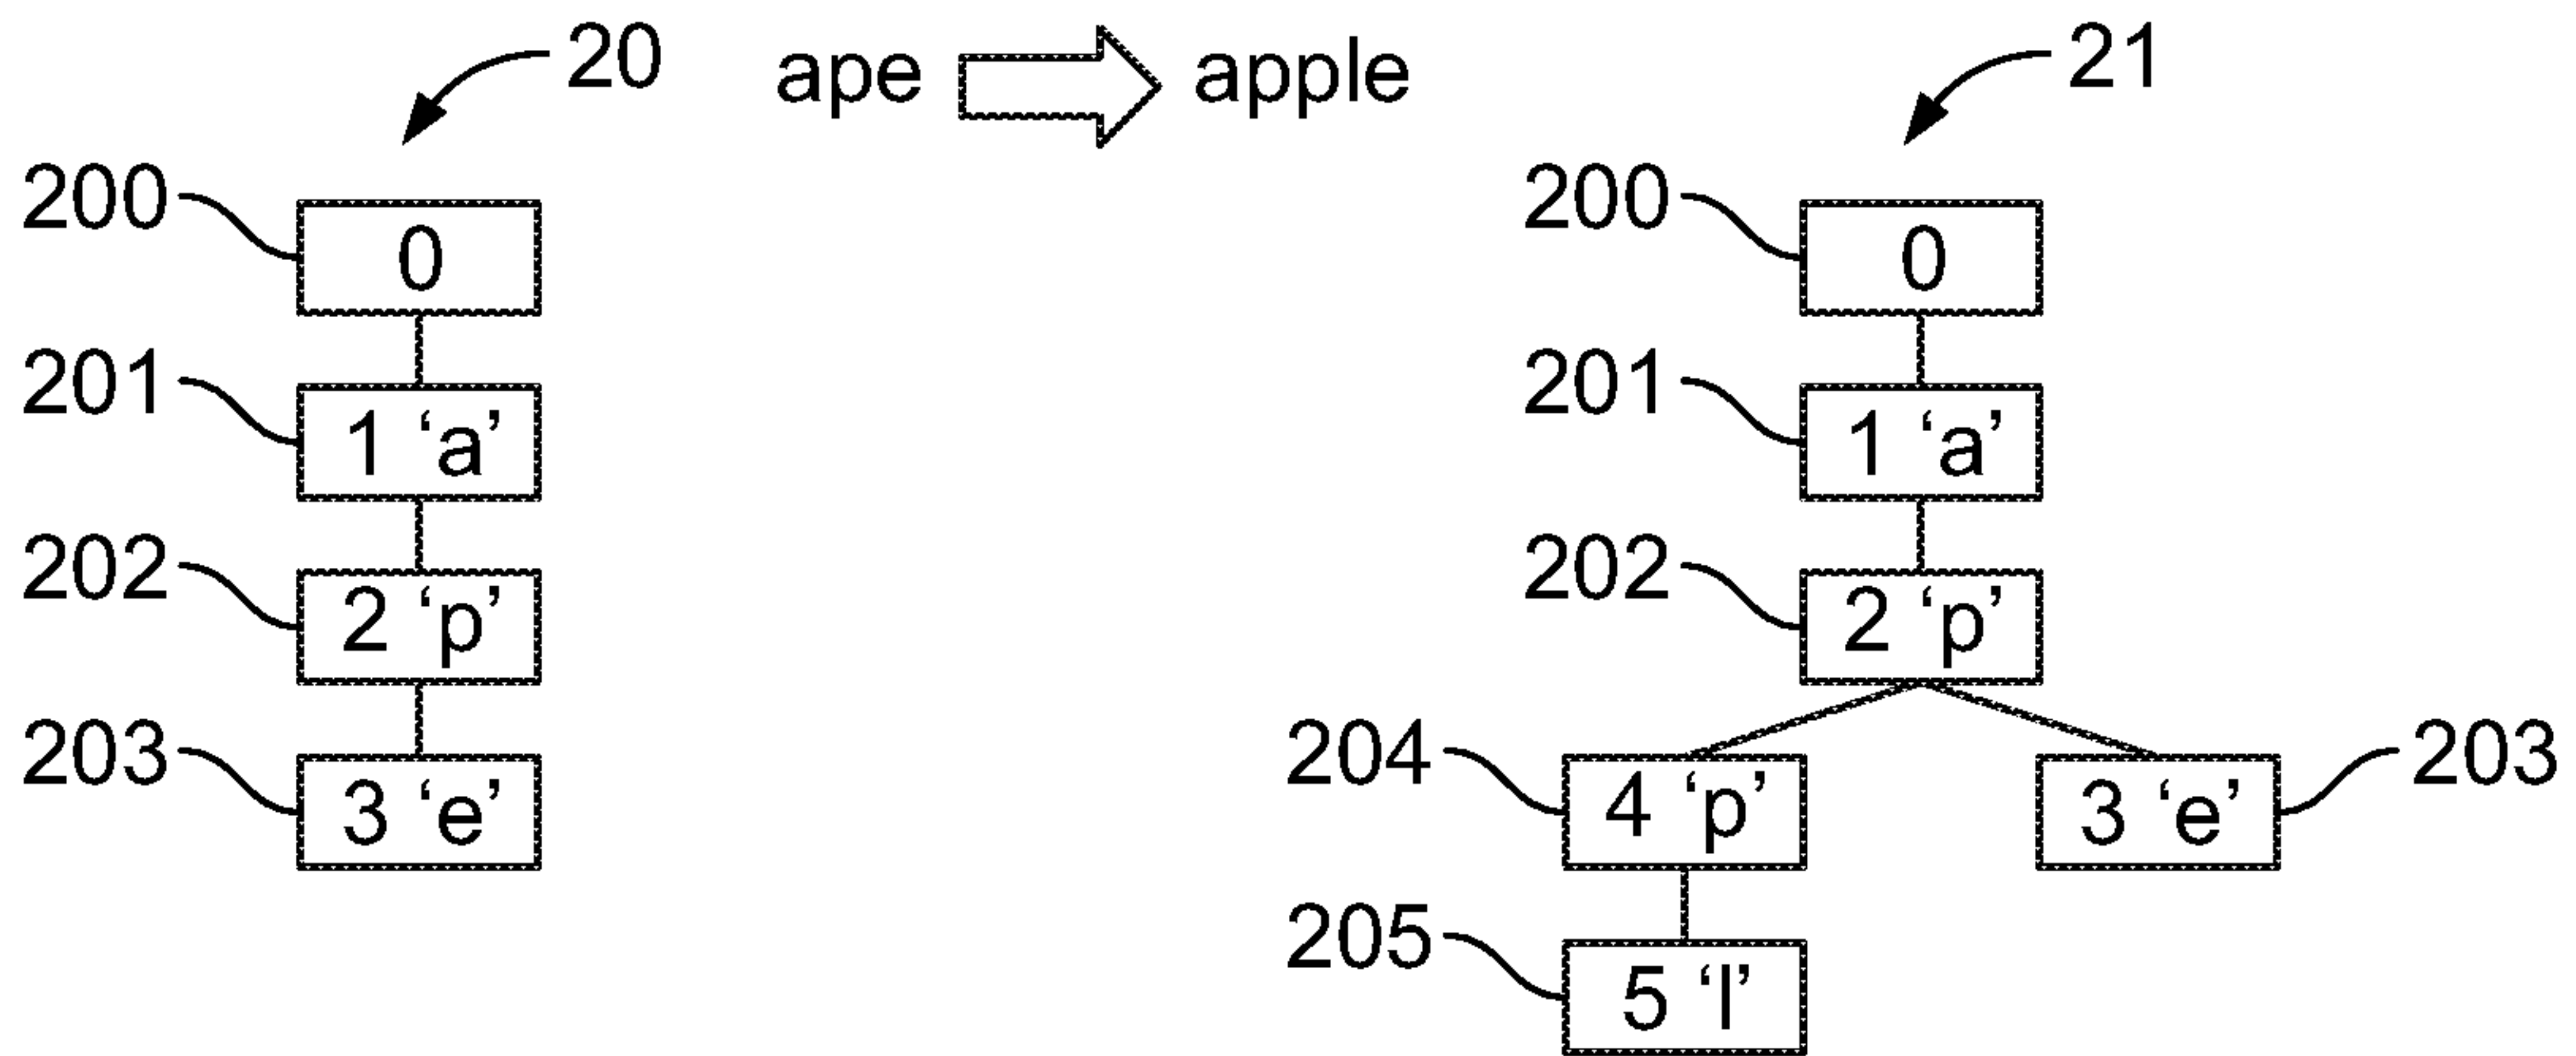 20 ape apple 21
200 0 200 0
201 1 ‘a’ 201 1 ‘a’
202 2 ‘p’ 202 2 ‘p’
203 3 ‘e’ 204 4 ‘p’ 3 ‘e’ 203
205 5 ‘l’